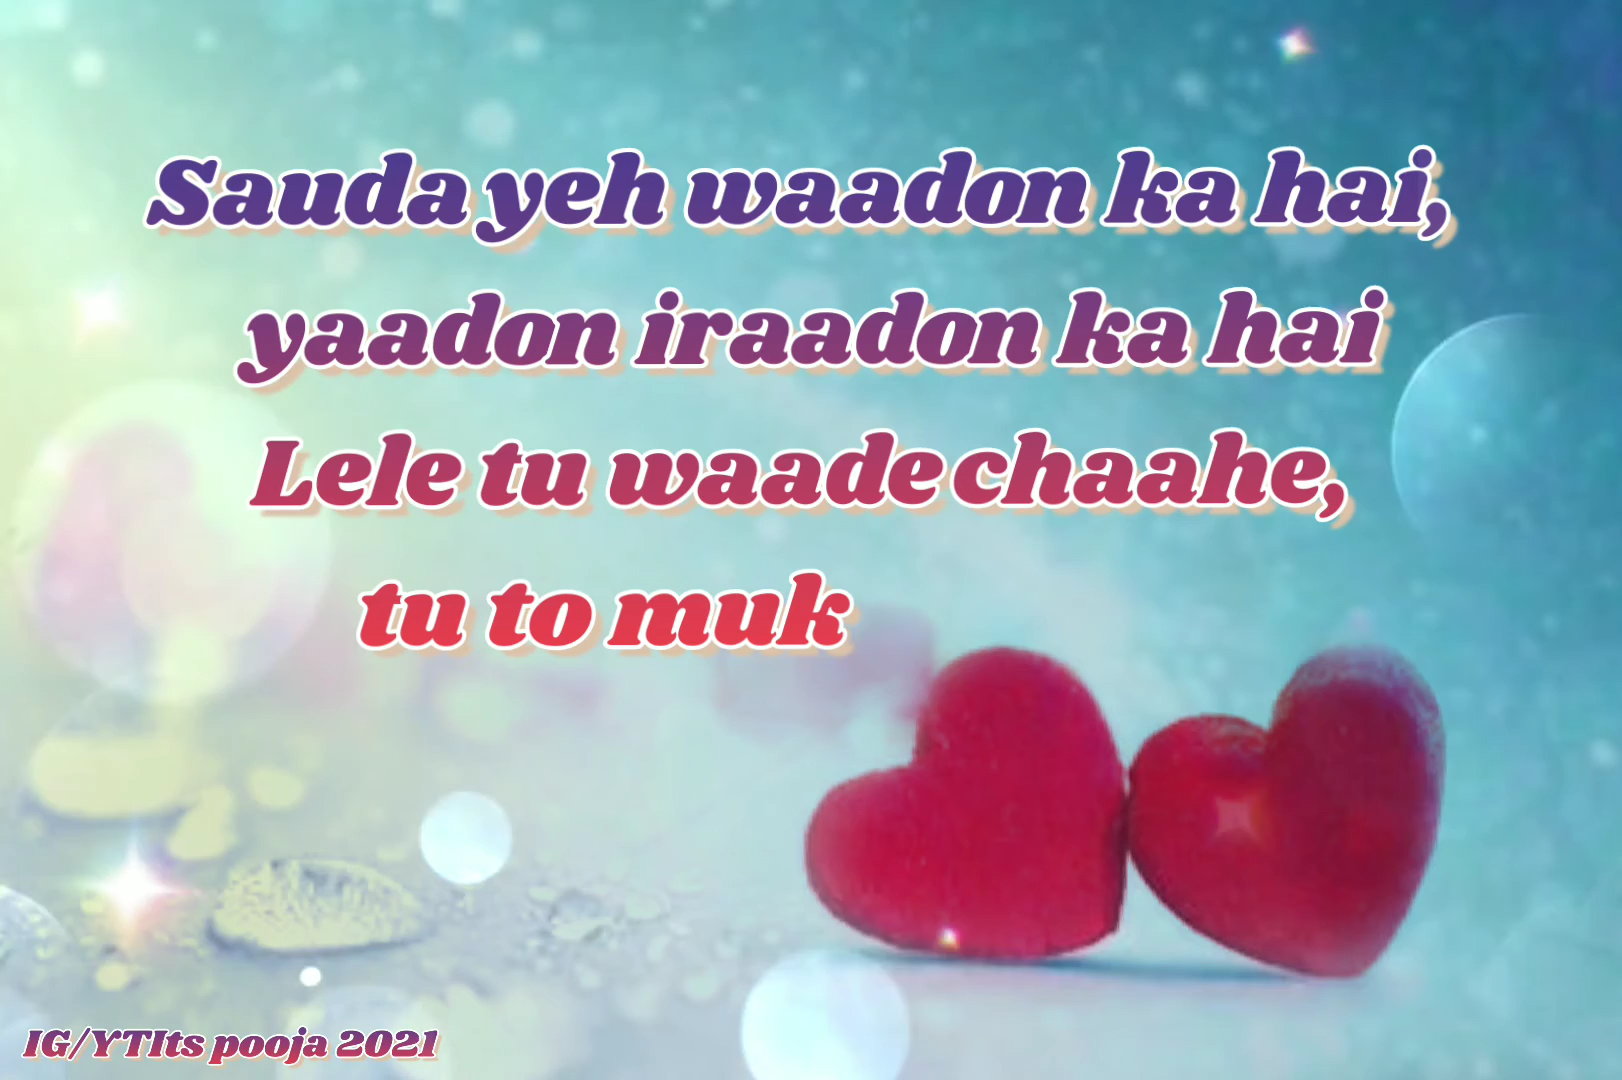 Sauda yeh waadon ka hai,
yaadon iraadon ka hai
Lele tu waade chaahe,
tu to muk
IG/YTIts pooja 2021